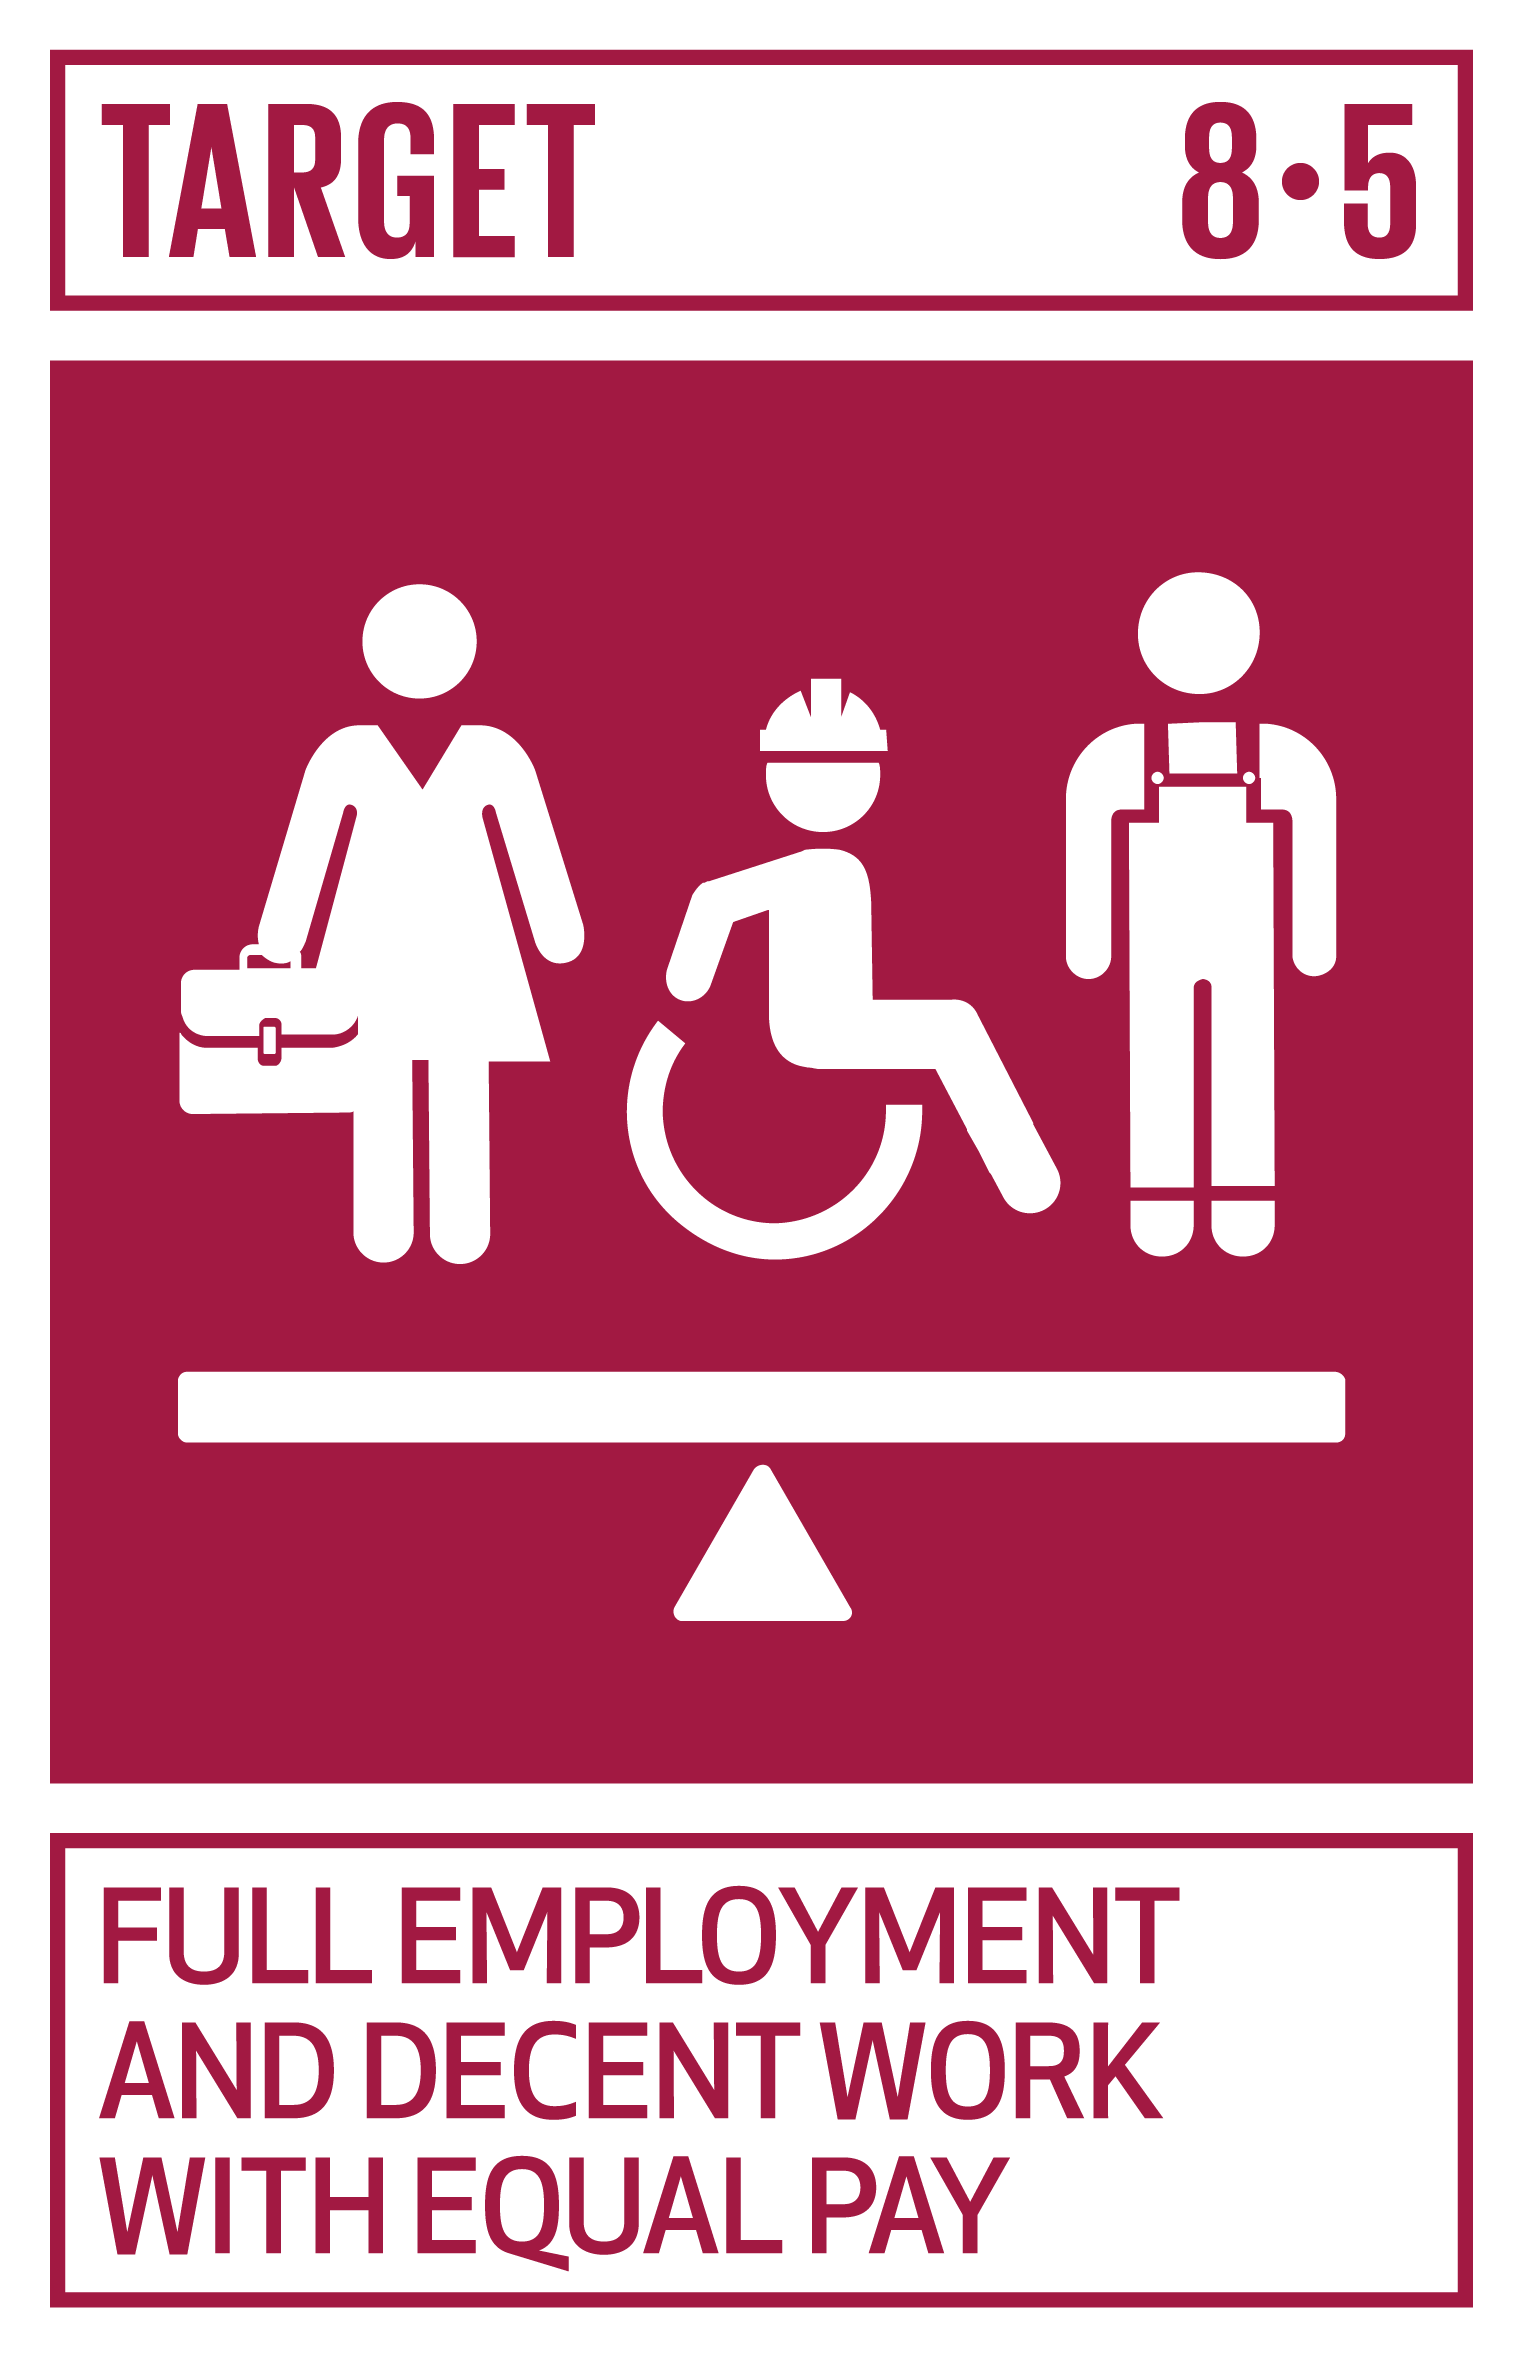 TARGET 8•5
FULL EMPLOYMENT
AND DECENT WORK
WITH EQUAL PAY